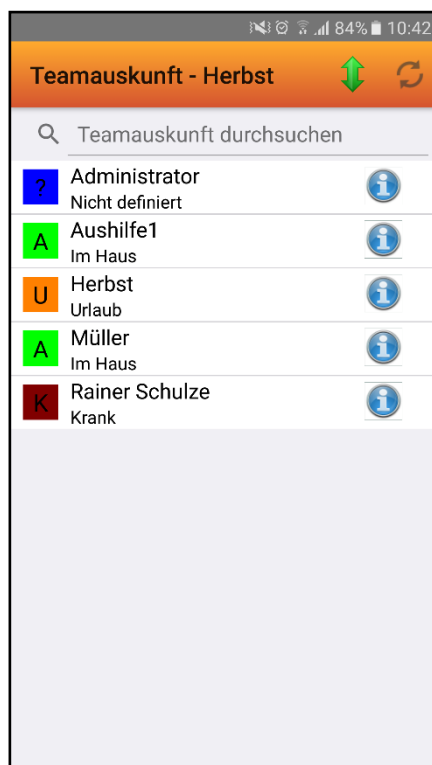 84% 10:42
Teamauskunft - Herbst
Teamauskunft durchsuchen
? Administrator
Nicht definiert
A Aushilfe1
Im Haus
U Herbst
Urlaub
A Müller
Im Haus
K Rainer Schulze
Krank